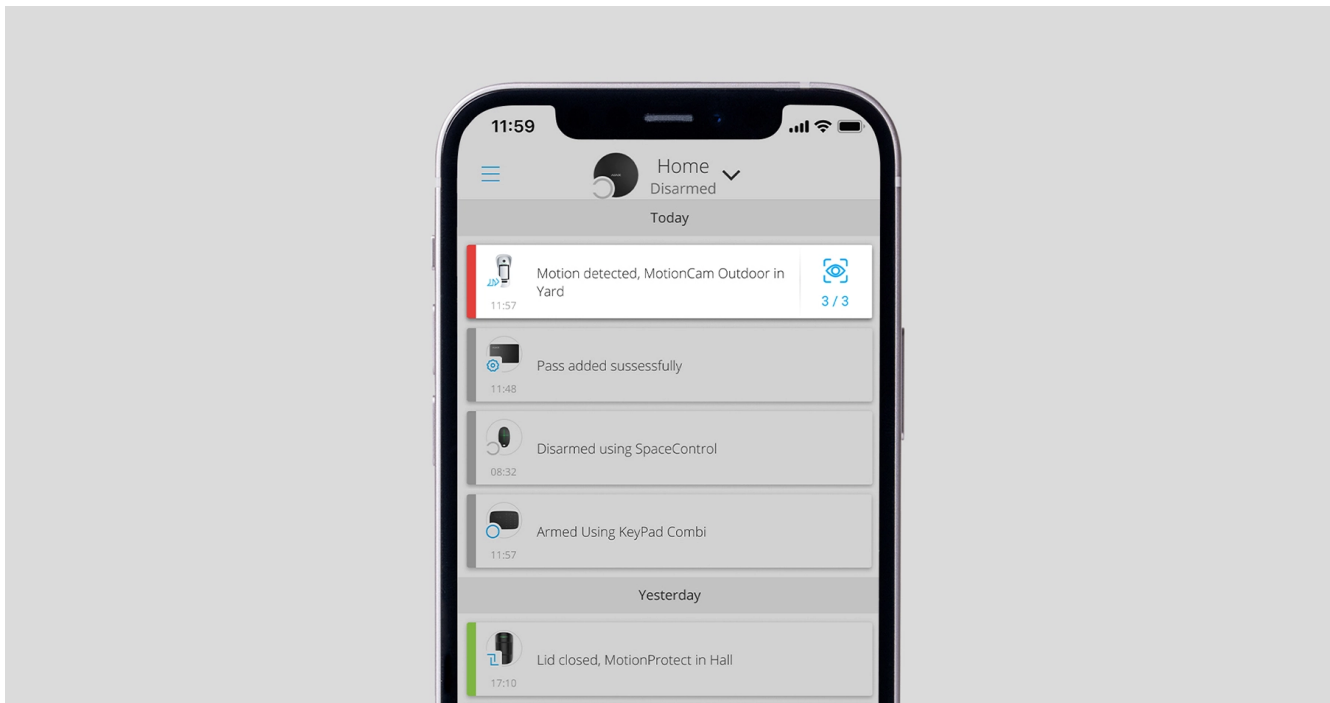 11:59
Home
Disarmed
Today
Motion detected, MotionCam Outdoor in
Yard
11:57
3 / 3
Pass added sussessfully
11:48
Disarmed using SpaceControl
08:32
Armed Using KeyPad Combi
11:57
Yesterday
Lid closed, MotionProtect in Hall
17:10